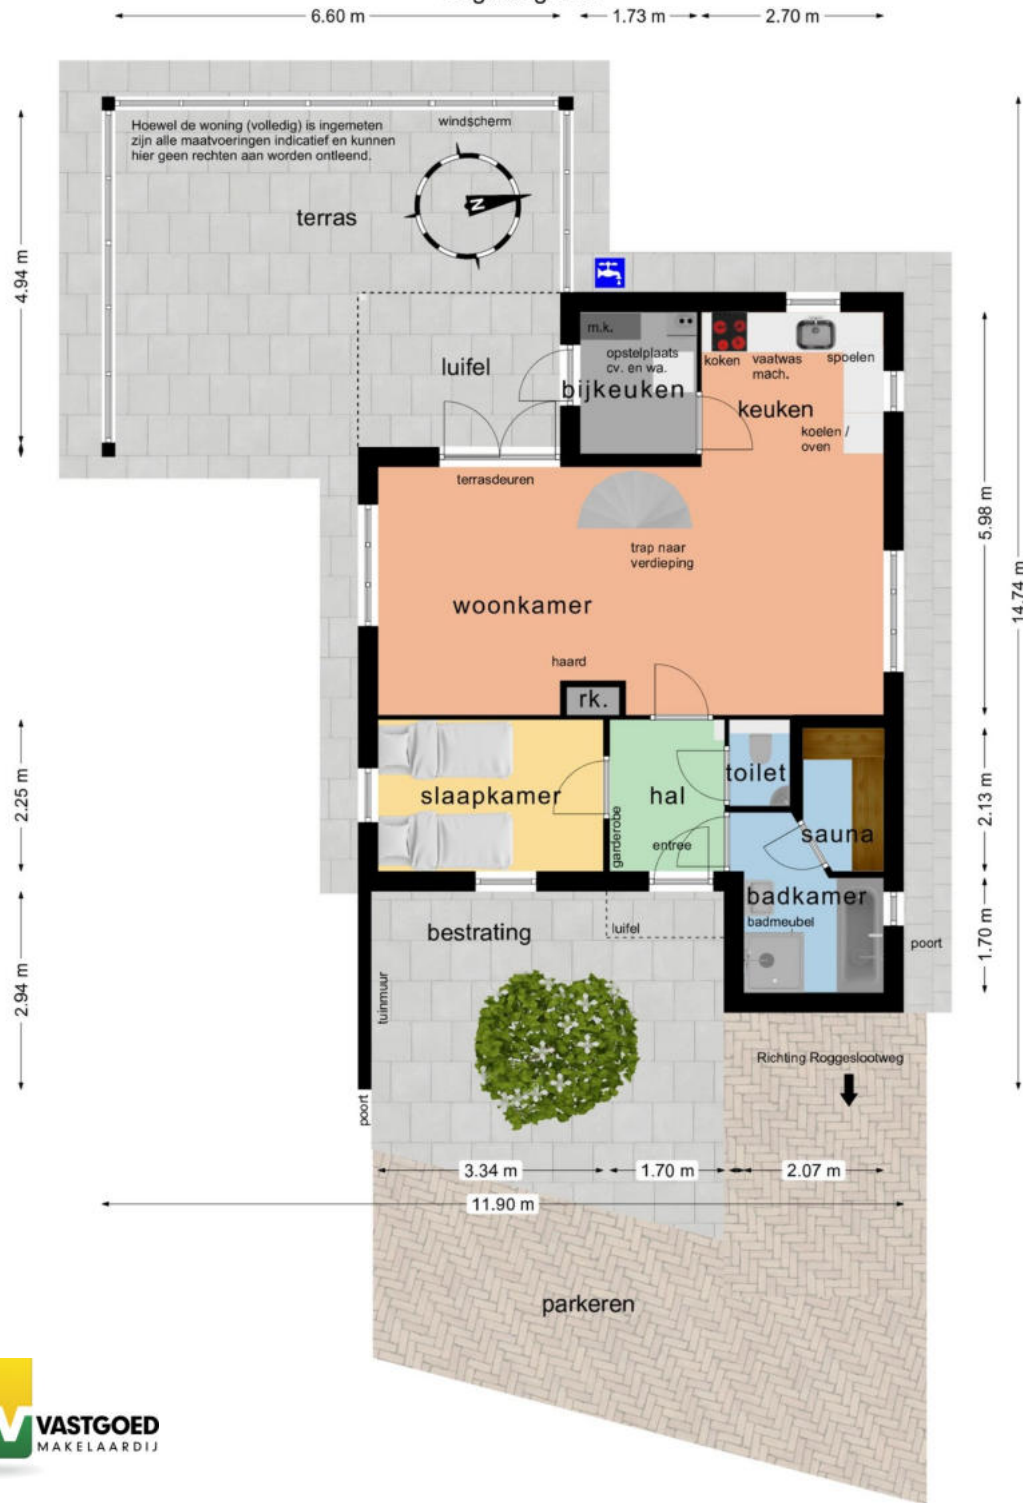 6.60 m
1.73 m
2.70 m
Hoewel de woning (volledig) is ingemeten
zijn alle maatvoeringen indicatief en kunnen
hier geen rechten aan worden ontleend.
windscherm
N
terras
4.94 m
luifel
m.k.
opstelplaats
cv. en wa.
bijkeuken
koken
vaatwas
mach.
spoelen
keuken
koelen /
oven
terrasdeuren
trap naar
verdieping
5.98 m
14.74 m
woonkamer
haard
rk.
slaapkamer
garderobe
hal
entree
toilet
sauna
2.25 m
2.13 m
badkamer
badmeubel
1.70 m
poort
bestrating
luifel
tuinmuur
2.94 m
Richting Roggeslootweg
poort
3.34 m
1.70 m
2.07 m
11.90 m
parkeren
VASTGOED
MAKELAARDIJ